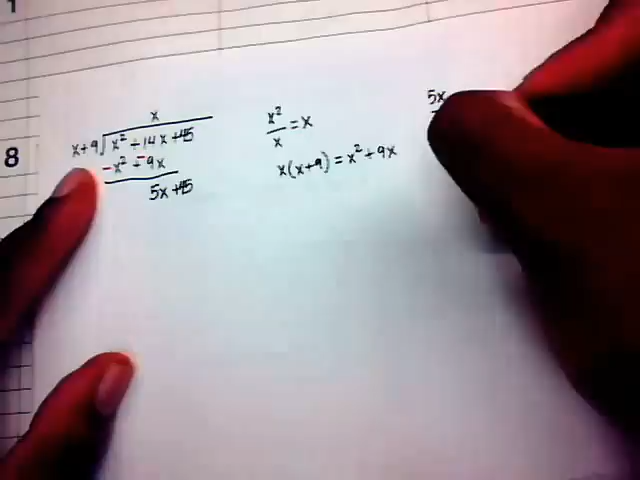 1
8
x
x+9 x² + 14x + 45
- x² + - 9x
5x + 45
x²
x = x
x(x+9) = x² + 9x
5x